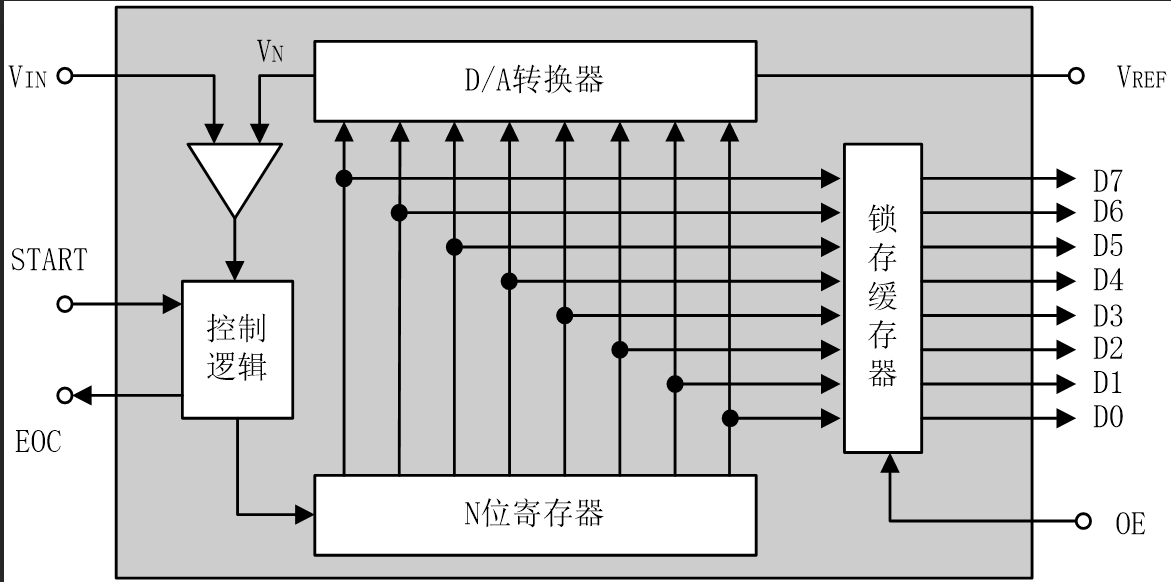 VN
VIN
D/A转换器
VREF
D7
D6
锁
存
缓
存
器
D5
START
D4
D3
控制
逻辑
D2
D1
D0
EOC
N位寄存器
OE